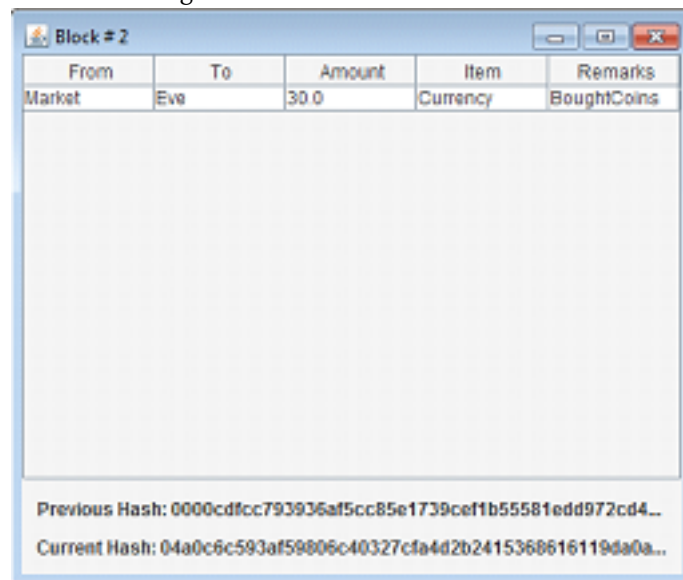 Block # 2
From To Amount Item Remarks
Market Eve 30.0 Currency BoughtCoins
Previous Hash: 0000cdfcc793936af5cc85e1739cef1b55581edd972cd4...
Current Hash: 04a0c6c593af59806c40327cfa4d2b2415368616119da0a...